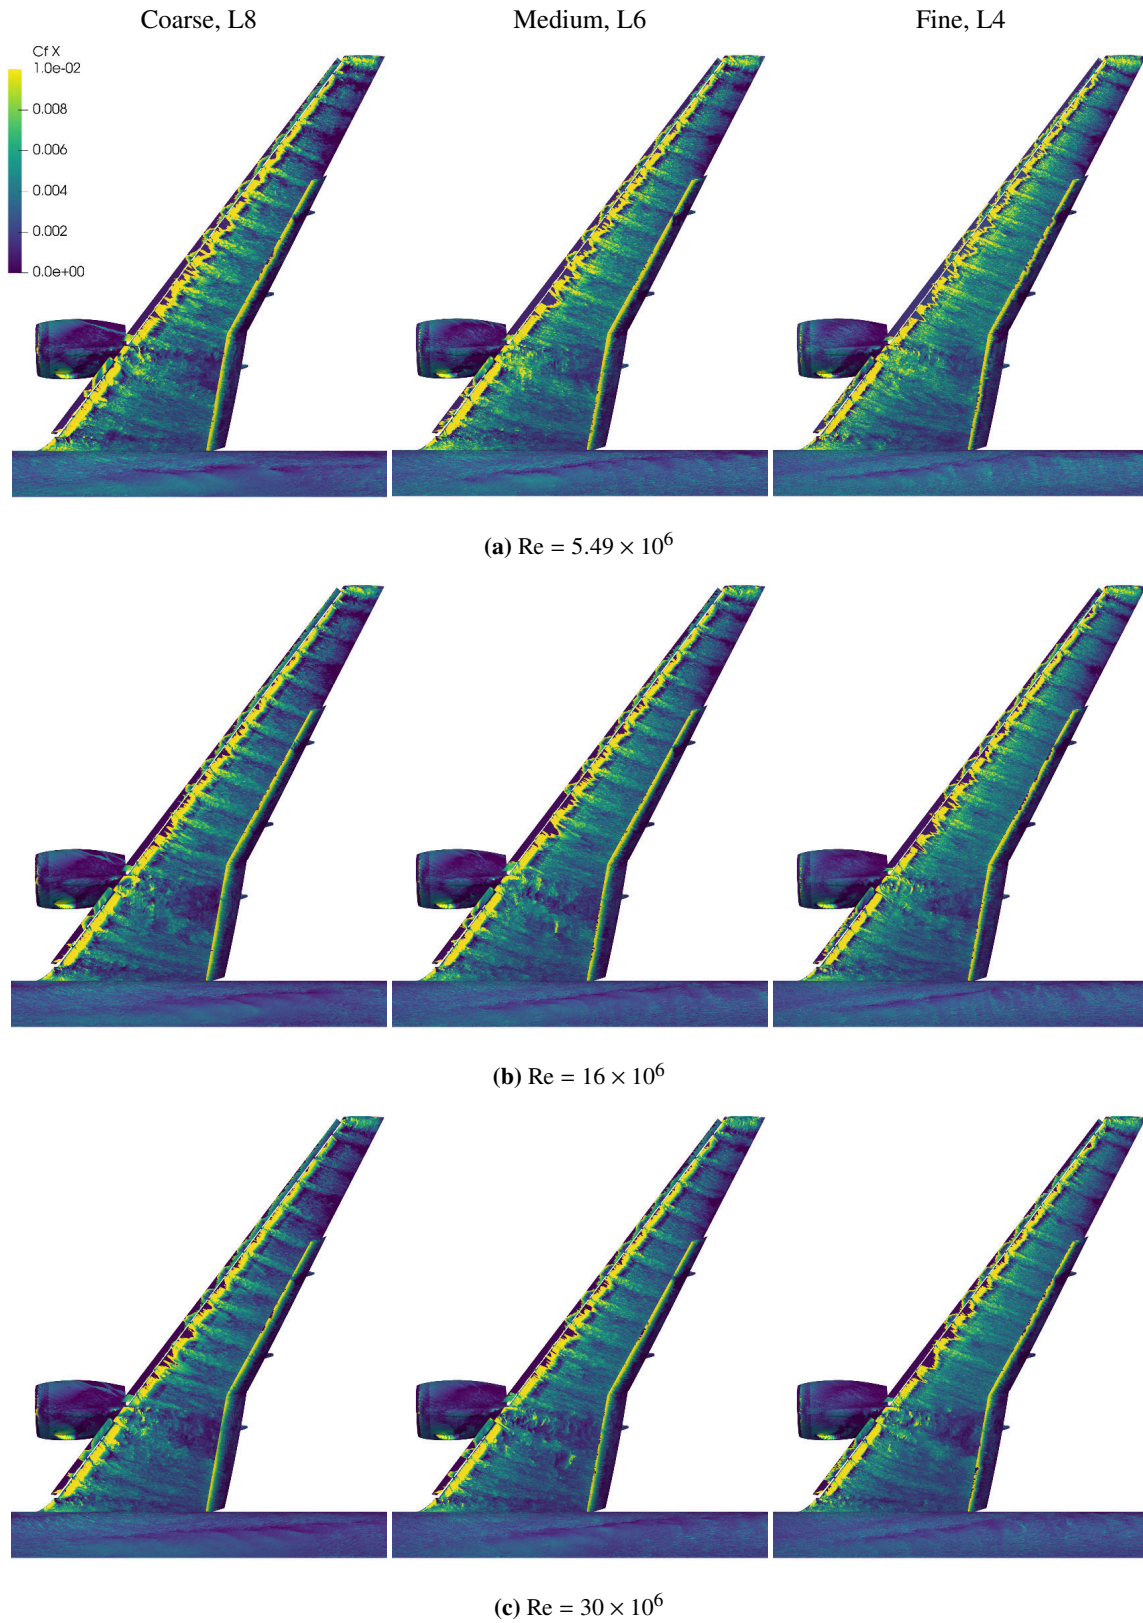 Coarse, L8
Medium, L6
Fine, L4
Cf X
1.0e-02
0.008
0.006
0.004
0.002
0.0e+00
(a) Re = 5.49 × 10⁶
(b) Re = 16 × 10⁶
(c) Re = 30 × 10⁶